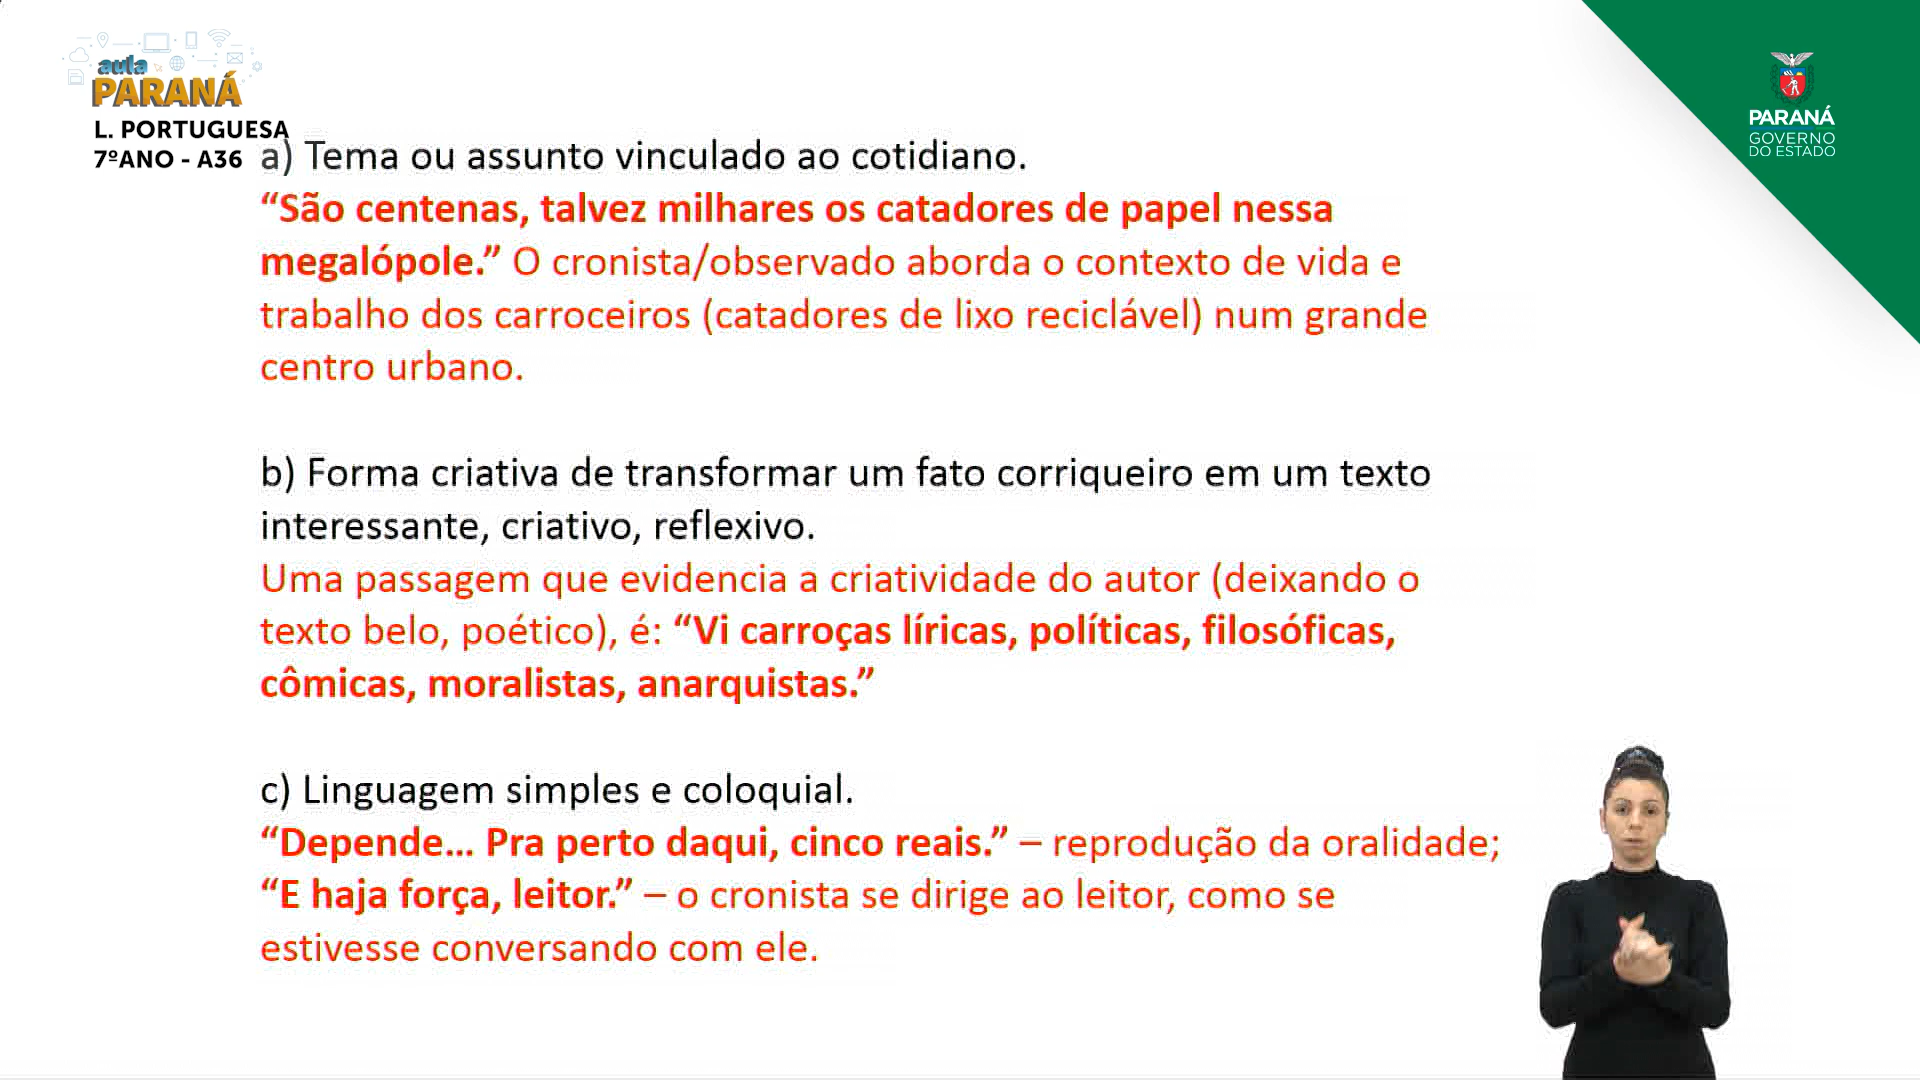 aula
PARANÁ
L. PORTUGUESA
7ºANO - A36
PARANÁ
GOVERNO
DO ESTADO
a) Tema ou assunto vinculado ao cotidiano.
“São centenas, talvez milhares os catadores de papel nessa
megalópole.” O cronista/observado aborda o contexto de vida e
trabalho dos carroceiros (catadores de lixo reciclável) num grande
centro urbano.
b) Forma criativa de transformar um fato corriqueiro em um texto
interessante, criativo, reflexivo.
Uma passagem que evidencia a criatividade do autor (deixando o
texto belo, poético), é: “Vi carroças líricas, políticas, filosóficas,
cômicas, moralistas, anarquistas.”
c) Linguagem simples e coloquial.
“Depende... Pra perto daqui, cinco reais.” – reprodução da oralidade;
“E haja força, leitor.” – o cronista se dirige ao leitor, como se
estivesse conversando com ele.